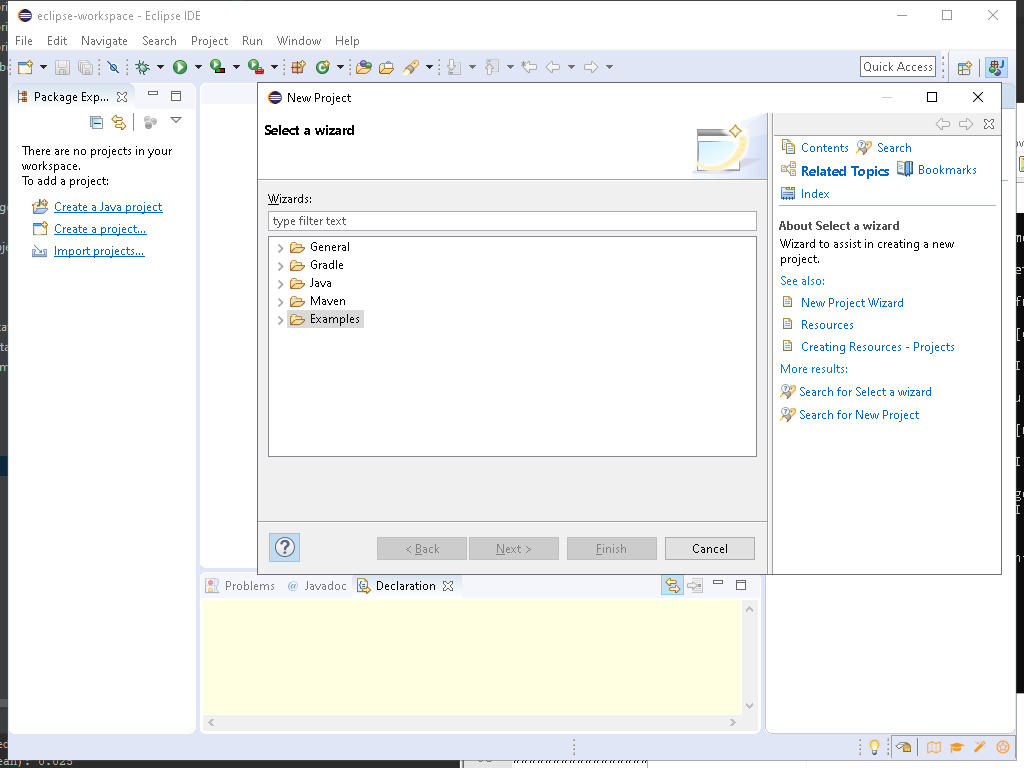 eclipse-workspace - Eclipse IDE
File Edit Navigate Search Project Run Window Help
Quick Access
Package Exp...
There are no projects in your
workspace.
To add a project:
Create a Java project
Create a project...
Import projects...
New Project
Select a wizard
Wizards:
type filter text
General
Gradle
Java
Maven
Examples
< Back Next > Finish Cancel
Contents Search
Related Topics Bookmarks
Index
About Select a wizard
Wizard to assist in creating a new
project.
See also:
New Project Wizard
Resources
Creating Resources - Projects
More results:
Search for Select a wizard
Search for New Project
Problems @ Javadoc Declaration